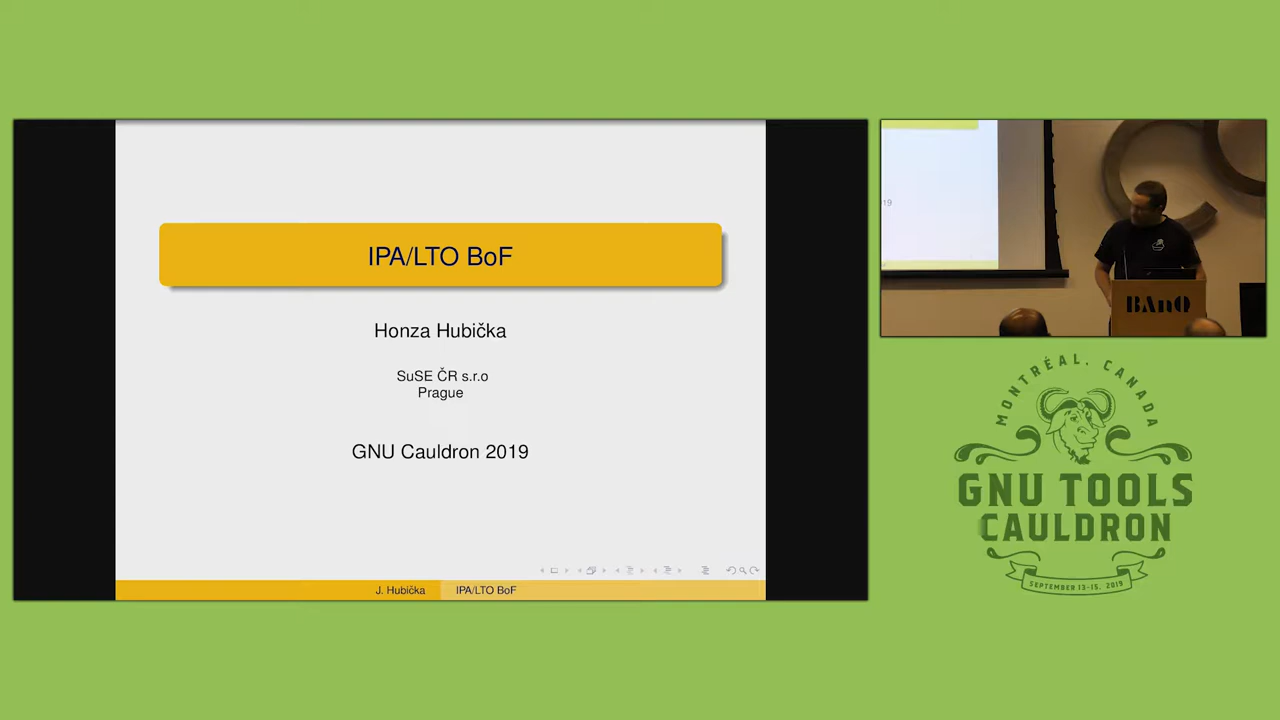 IPA/LTO BoF
Honza Hubička
SuSE ČR s.r.o
Prague
GNU Cauldron 2019
J. Hubička
IPA/LTO BoF
19
BAnQ
MONTRÉAL, CANADA
GNU TOOLS
CAULDRON
SEPTEMBER 13-15, 2019